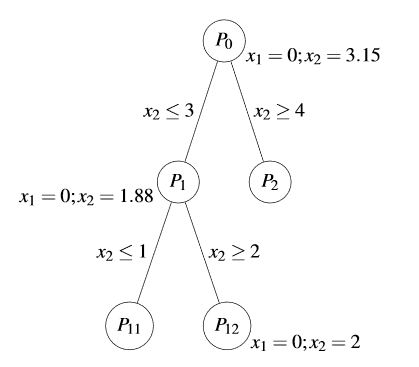 P₀
x₁ = 0; x₂ = 3.15
x₂ ≤ 3
x₂ ≥ 4
P₁
P₂
x₁ = 0; x₂ = 1.88
x₂ ≤ 1
x₂ ≥ 2
P₁₁
P₁₂
x₁ = 0; x₂ = 2